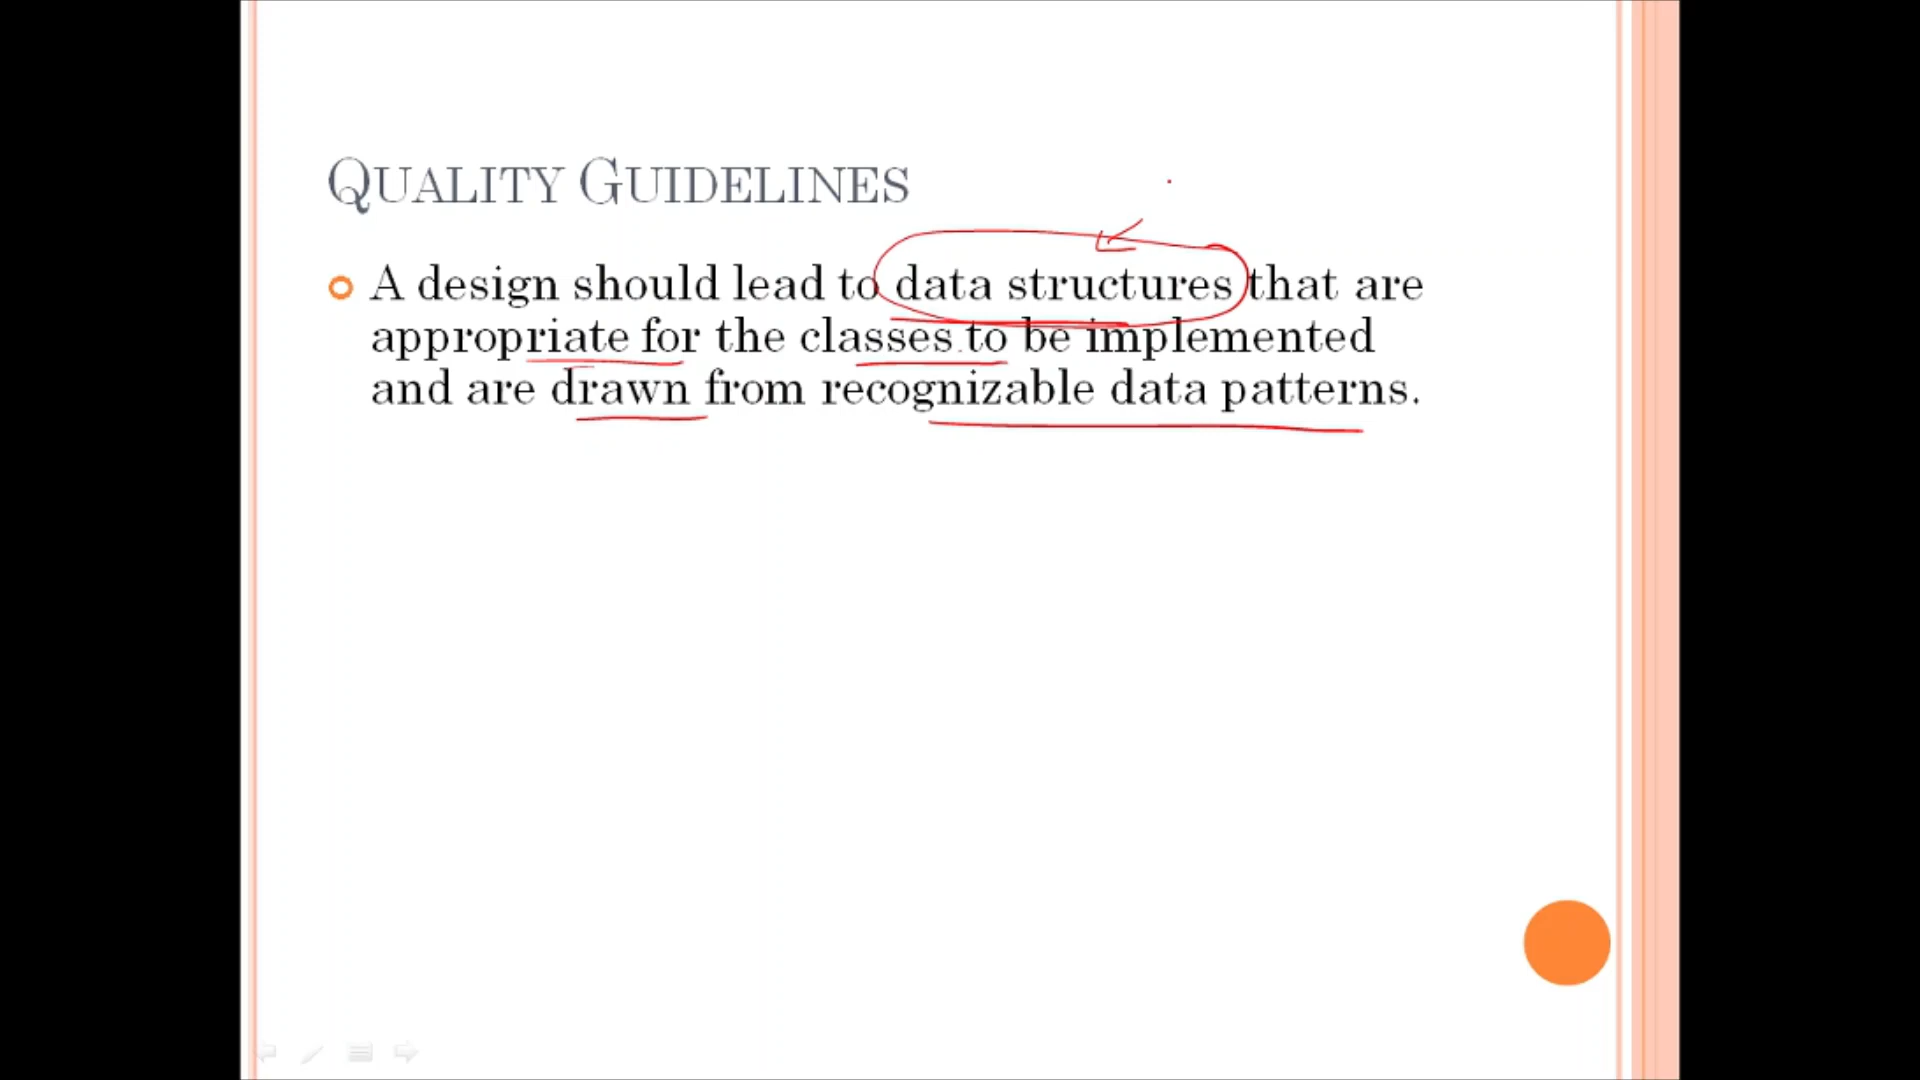 QUALITY GUIDELINES
A design should lead to data structures that are
appropriate for the classes to be implemented
and are drawn from recognizable data patterns.